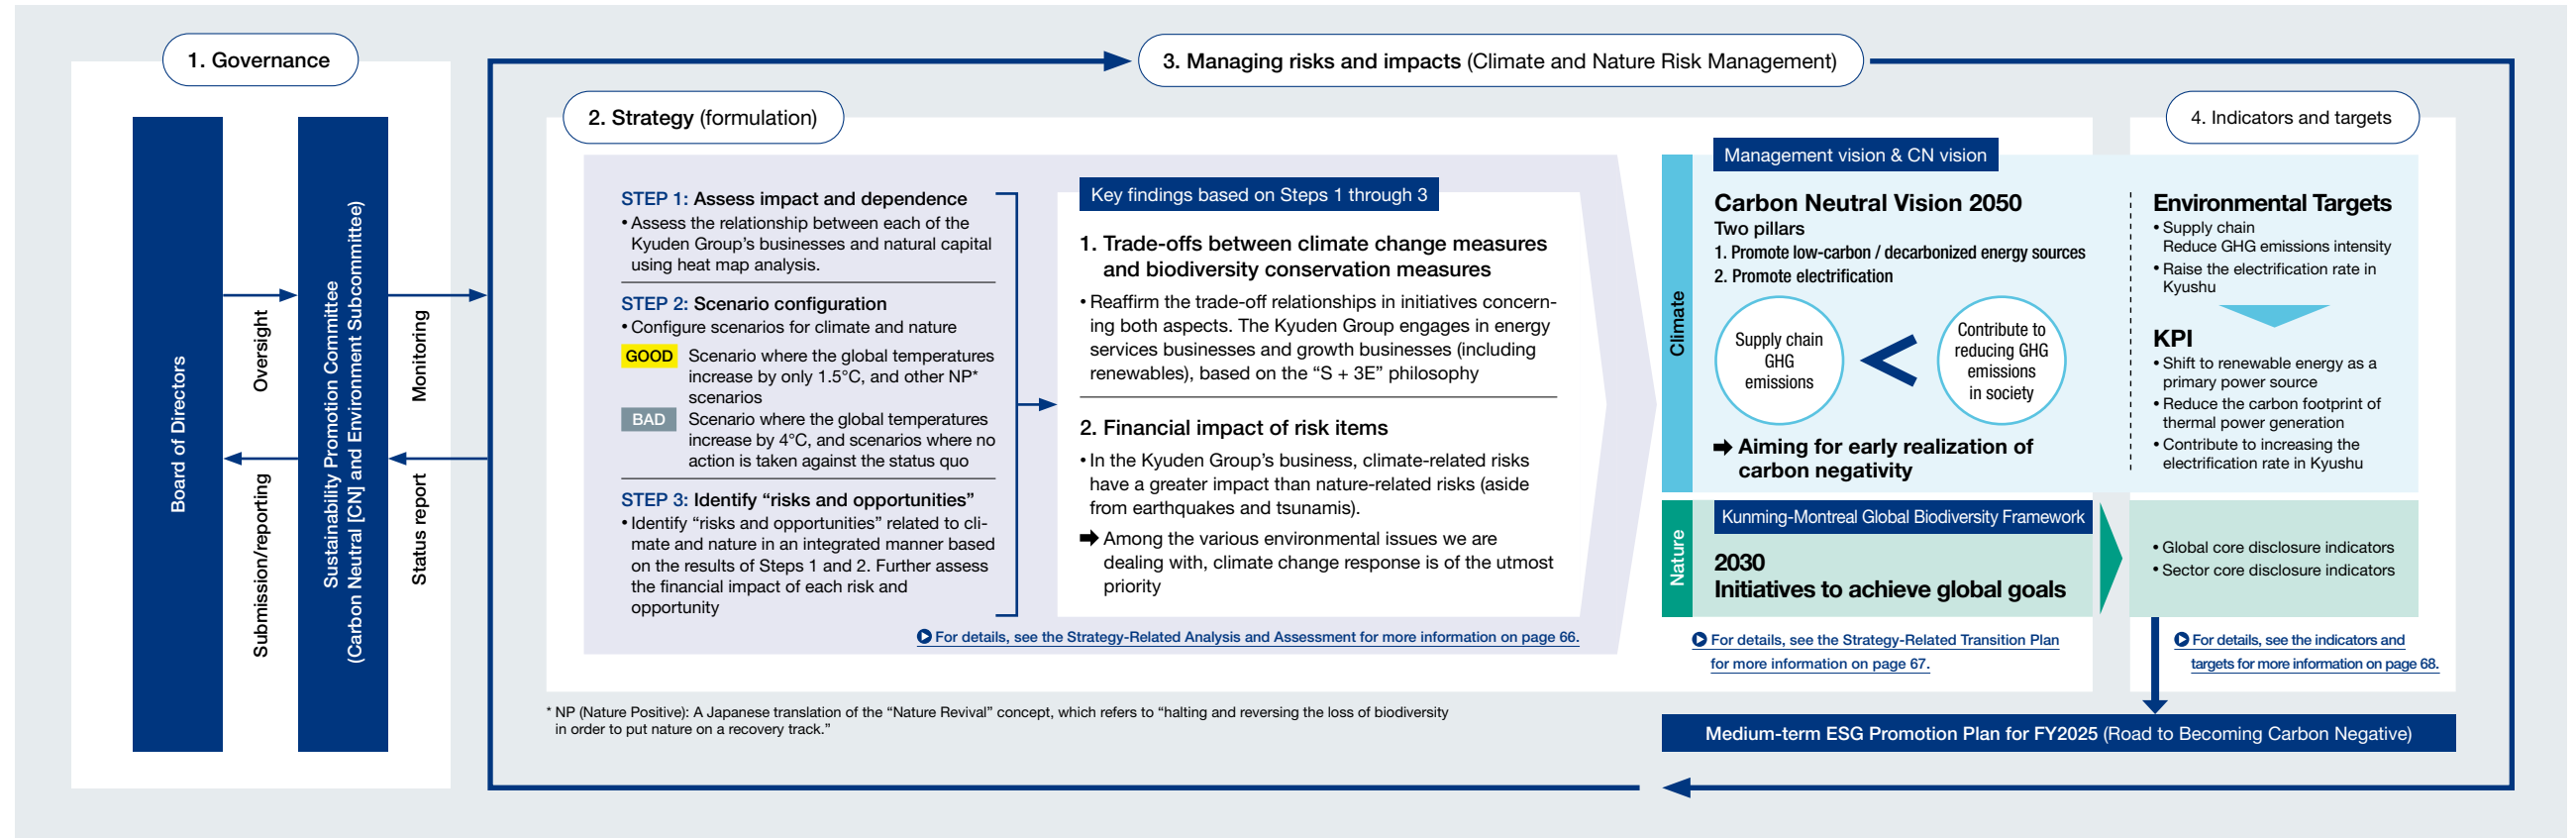 1. Governance
Board of Directors
Oversight
Submission/reporting
Sustainability Promotion Committee
(Carbon Neutral [CN] and Environment Subcommittee)
Monitoring
Status report
3. Managing risks and impacts (Climate and Nature Risk Management)
2. Strategy (formulation)
STEP 1: Assess impact and dependence
• Assess the relationship between each of the
Kyuden Group’s businesses and natural capital
using heat map analysis.
STEP 2: Scenario configuration
• Configure scenarios for climate and nature
GOOD Scenario where the global temperatures
increase by only 1.5°C, and other NP*
scenarios
BAD Scenario where the global temperatures
increase by 4°C, and scenarios where no
action is taken against the status quo
STEP 3: Identify “risks and opportunities”
• Identify “risks and opportunities” related to cli-
mate and nature in an integrated manner based
on the results of Steps 1 and 2. Further assess
the financial impact of each risk and
opportunity
Key findings based on Steps 1 through 3
1. Trade-offs between climate change measures
and biodiversity conservation measures
• Reaffirm the trade-off relationships in initiatives concern-
ing both aspects. The Kyuden Group engages in energy
services businesses and growth businesses (including
renewables), based on the “S + 3E” philosophy
2. Financial impact of risk items
• In the Kyuden Group’s business, climate-related risks
have a greater impact than nature-related risks (aside
from earthquakes and tsunamis).
Among the various environmental issues we are
dealing with, climate change response is of the utmost
priority
For details, see the Strategy-Related Analysis and Assessment for more information on page 66.
* NP (Nature Positive): A Japanese translation of the “Nature Revival” concept, which refers to “halting and reversing the loss of biodiversity
in order to put nature on a recovery track.”
Climate
Management vision & CN vision
Carbon Neutral Vision 2050
Two pillars
1. Promote low-carbon / decarbonized energy sources
2. Promote electrification
Supply chain
GHG
emissions
<
Contribute to
reducing GHG
emissions
in society
Aiming for early realization of
carbon negativity
Nature
Kunming-Montreal Global Biodiversity Framework
2030
Initiatives to achieve global goals
For details, see the Strategy-Related Transition Plan
for more information on page 67.
4. Indicators and targets
Environmental Targets
• Supply chain
Reduce GHG emissions intensity
• Raise the electrification rate in
Kyushu
KPI
• Shift to renewable energy as a
primary power source
• Reduce the carbon footprint of
thermal power generation
• Contribute to increasing the
electrification rate in Kyushu
• Global core disclosure indicators
• Sector core disclosure indicators
For details, see the indicators and
targets for more information on page 68.
Medium-term ESG Promotion Plan for FY2025 (Road to Becoming Carbon Negative)